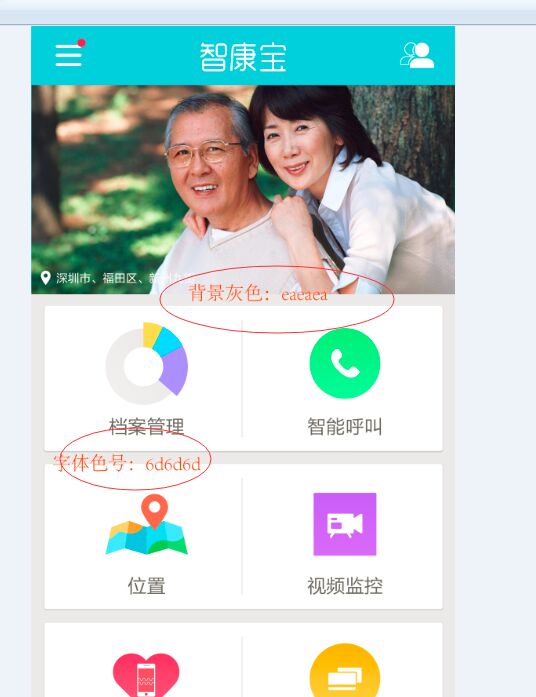 智康宝
深圳市、福田区、新
背景灰色：eaeaea
档案管理
智能呼叫
字体色号：6d6d6d
位置
视频监控